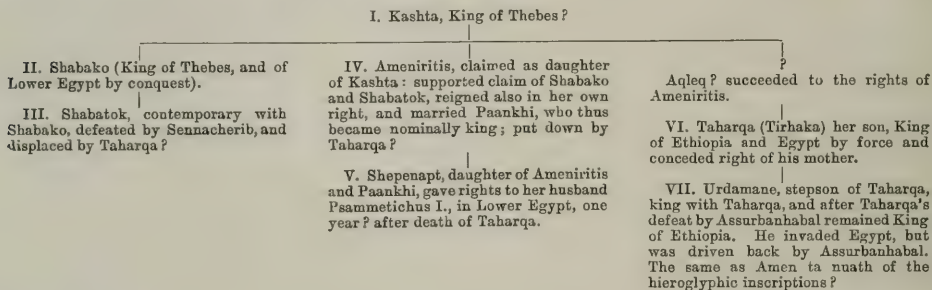 I. Kashta, King of Thebes ?
II. Shabako (King of Thebes, and of
Lower Egypt by conquest).
III. Shabatok, contemporary with
Shabako, defeated by Sennacherib, and
displaced by Taharqa ?
IV. Ameniritis, claimed as daughter
of Kashta : supported claim of Shabako
and Shabatok, reigned also in her own
right, and married Paankhi, who thus
became nominally king ; put down by
Taharqa ?
V. Shepenapt, daughter of Ameniritis
and Paankhi, gave rights to her husband
Psammetichus I., in Lower Egypt, one
year ? after death of Taharqa.
?
Aqleq ? succeeded to the rights of
Ameniritis.
VI. Taharqa (Tirhaka) her son, King
of Ethiopia and Egypt by force and
conceded right of his mother.
VII. Urdamane, stepson of Taharqa,
king with Taharqa, and after Taharqa's
defeat by Assurbanhabal remained King
of Ethiopia. He invaded Egypt, but
was driven back by Assurbanhabal.
The same as Amen ta nuath of the
hieroglyphic inscriptions ?